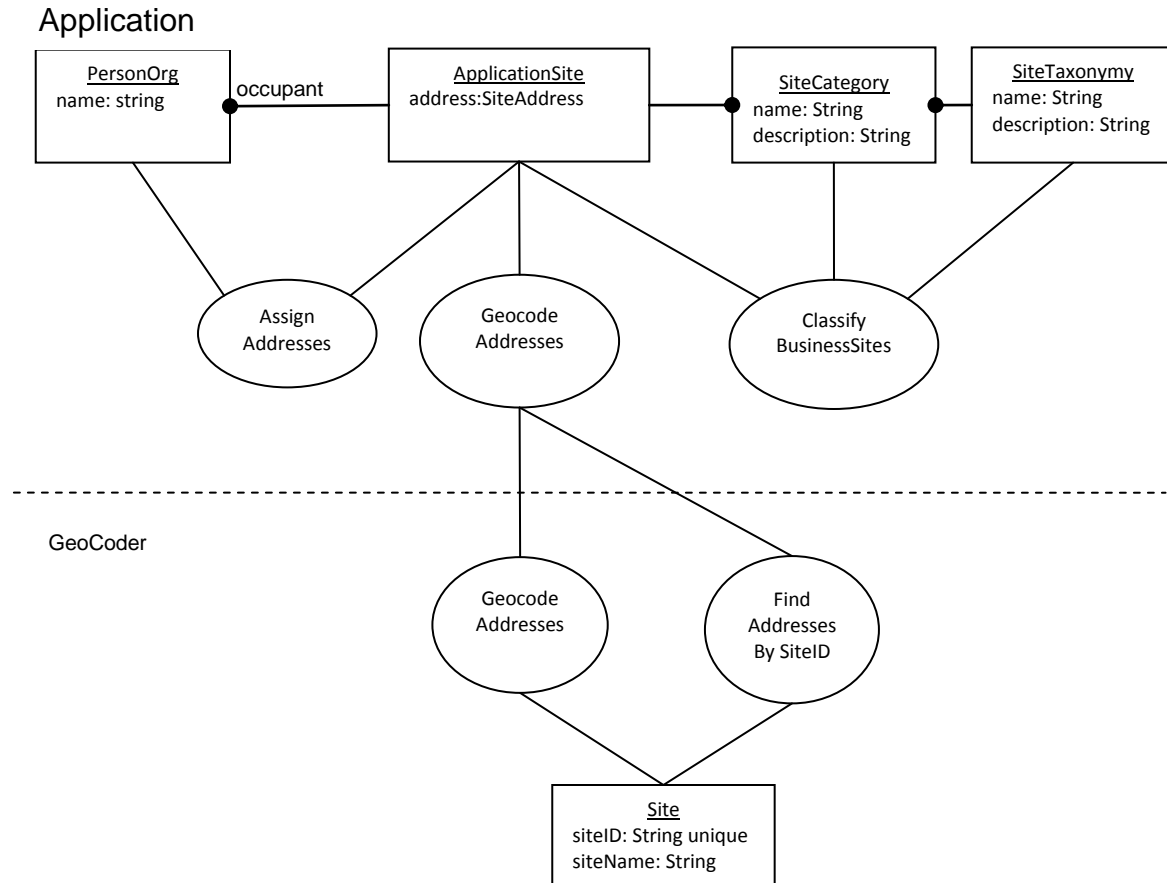 Application
PersonOrg
name: string
occupant
ApplicationSite
address:SiteAddress
SiteCategory
name: String
description: String
SiteTaxonymy
name: String
description: String
Assign
Addresses
Geocode
Addresses
Classify
BusinessSites
GeoCoder
Geocode
Addresses
Find
Addresses
By SiteID
Site
siteID: String unique
siteName: String